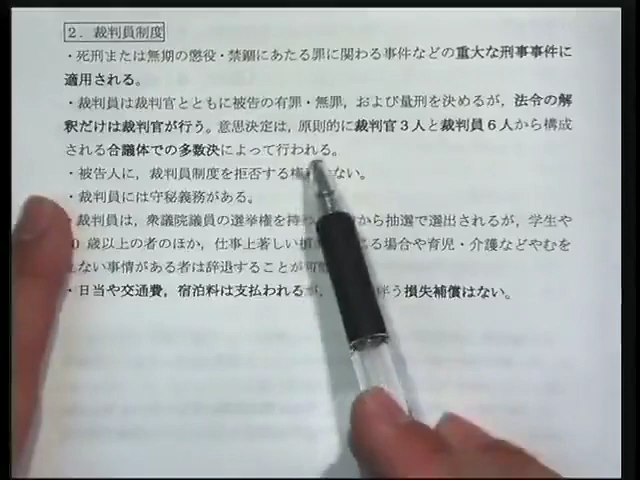 ２．裁判員制度
・死刑または無期の懲役・禁錮にあたる罪に関わる事件などの重大な刑事事件に
適用される。
・裁判員は裁判官とともに被告の有罪・無罪，および量刑を決めるが，法令の解
釈だけは裁判官が行う。意思決定は，原則的に裁判官３人と裁判員６人から構成
される合議体での多数決によって行われる。
・被告人に，裁判員制度を拒否する権 ない。
・裁判員には守秘義務がある。
裁判員は，衆議院議員の選挙権を持 から抽選で選出されるが，学生や
0 歳以上の者のほか，仕事上著しい る場合や育児・介護などやむを
えない事情がある者は辞退することが可能
・日当や交通費，宿泊料は支払われるが， 伴う損失補償はない。